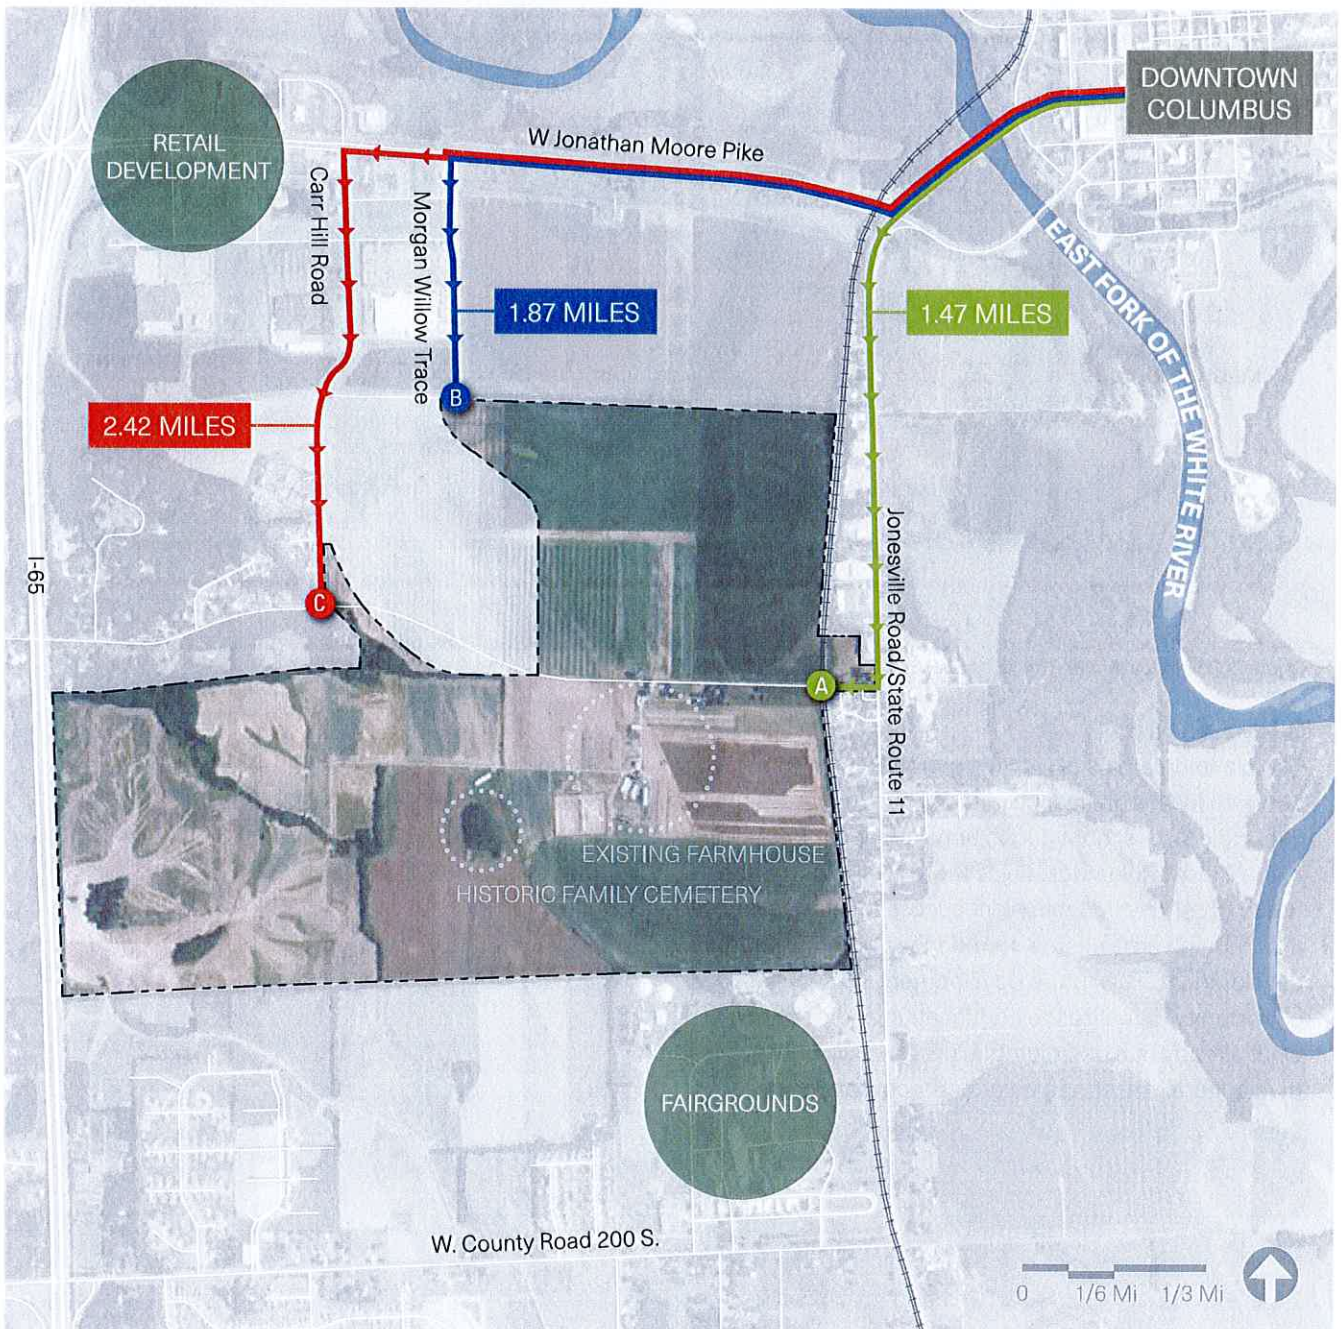 DOWNTOWN
COLUMBUS
RETAIL
DEVELOPMENT
W Jonathan Moore Pike
Carr Hill Road
Morgan Willow Trace
EAST FORK OF THE WHITE RIVER
1.87 MILES
1.47 MILES
2.42 MILES
B
Jonesville Road/State Route 11
I-65
C
A
EXISTING FARMHOUSE
HISTORIC FAMILY CEMETERY
FAIRGROUNDS
W. County Road 200 S.
0 1/6 Mi 1/3 Mi